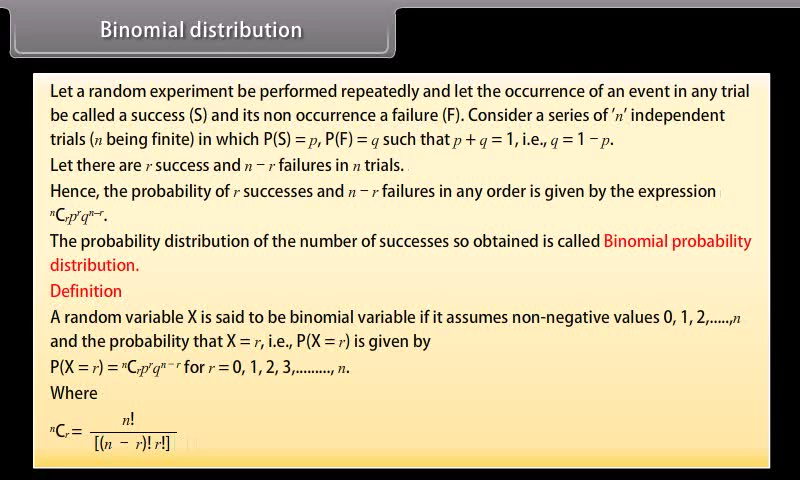 Binomial distribution
Let a random experiment be performed repeatedly and let the occurrence of an event in any trial
be called a success (S) and its non occurrence a failure (F). Consider a series of 'n' independent
trials (n being finite) in which P(S) = p, P(F) = q such that p + q = 1, i.e., q = 1 − p.
Let there are r success and n − r failures in n trials.
Hence, the probability of r successes and n − r failures in any order is given by the expression
ⁿCᵣpʳqⁿ⁻ʳ.
The probability distribution of the number of successes so obtained is called Binomial probability
distribution.
Definition
A random variable X is said to be binomial variable if it assumes non-negative values 0, 1, 2,.....,n
and the probability that X = r, i.e., P(X = r) is given by
P(X = r) = ⁿCᵣpʳqⁿ⁻ʳ for r = 0, 1, 2, 3,........., n.
Where
n!
ⁿCᵣ =
[(n − r)! r!]